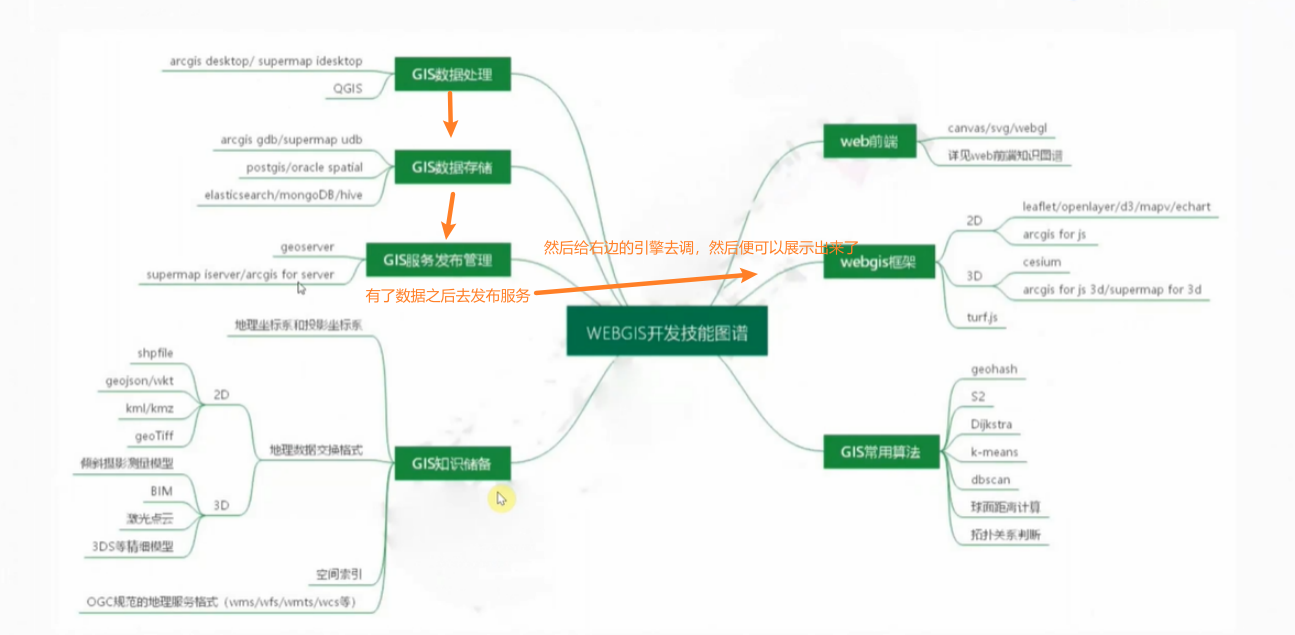 arcgis desktop/ supermap idesktop
QGIS
GIS数据处理
arcgis gdb/supermap udb
postgis/oracle spatial
elasticsearch/mongoDB/hive
GIS数据存储
geoserver
supermap iserver/arcgis for server
GIS服务发布管理
有了数据之后去发布服务
然后给右边的引擎去调，然后便可以展示出来了
WEBGIS开发技能图谱
地理坐标系和投影坐标系
shpfile
geojson/wkt
kml/kmz
geoTiff
2D
倾斜摄影测量模型
BIM
激光点云
3DS等精细模型
3D
地理数据交换格式
空间索引
OGC规范的地理服务格式（wms/wfs/wmts/wcs等）
GIS知识储备
web前端
canvas/svg/webgl
详见web前端知识图谱
webgis框架
2D
leaflet/openlayer/d3/mapv/echart
arcgis for js
3D
cesium
arcgis for js 3d/supermap for 3d
turf.js
GIS常用算法
geohash
S2
Dijkstra
k-means
dbscan
球面距离计算
拓扑关系判断